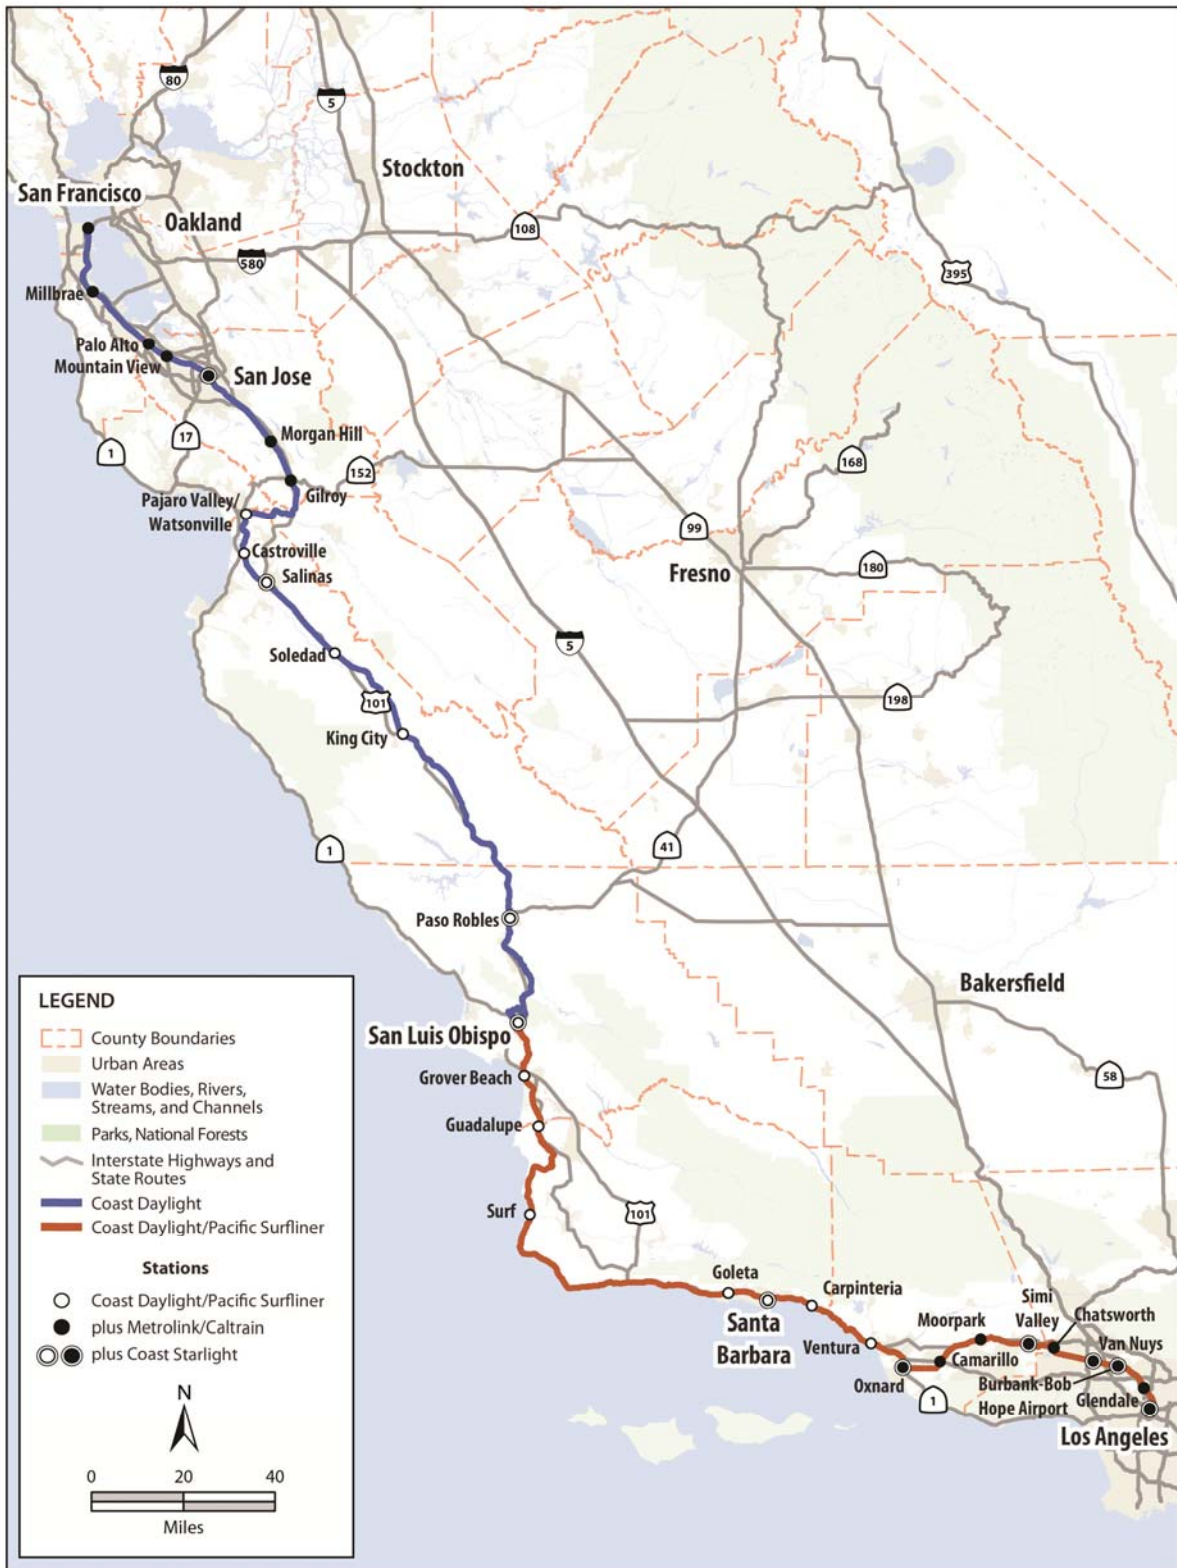 80
5
Stockton
San Francisco
Oakland
108
580
395
Millbrae
Palo Alto
Mountain View
San Jose
17
1
Morgan Hill
168
152
Gilroy
Pajaro Valley/
Watsonville
99
Castroville
Salinas
Fresno
180
5
Soledad
101
198
King City
1
41
Paso Robles
Bakersfield
LEGEND
County Boundaries
Urban Areas
Water Bodies, Rivers,
Streams, and Channels
Parks, National Forests
Interstate Highways and
State Routes
Coast Daylight
Coast Daylight/Pacific Surfliner
Stations
Coast Daylight/Pacific Surfliner
plus Metrolink/Caltrain
plus Coast Starlight
N
0 20 40
Miles
San Luis Obispo
58
Grover Beach
Guadalupe
Surf
101
Goleta
Carpinteria
Santa
Barbara
Simi
Valley
Chatsworth
Moorpark
Van Nuys
Ventura
Camarillo
Oxnard
Burbank-Bob
Hope Airport
Glendale
1
Los Angeles